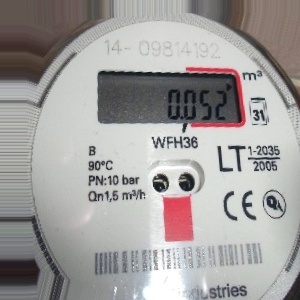 14- 09814192
m³
0.052
31
WFH36
B
90°C
PN:10 bar
Qn1,5 m³/h
LT 1-2035
2005
CE
ndustries